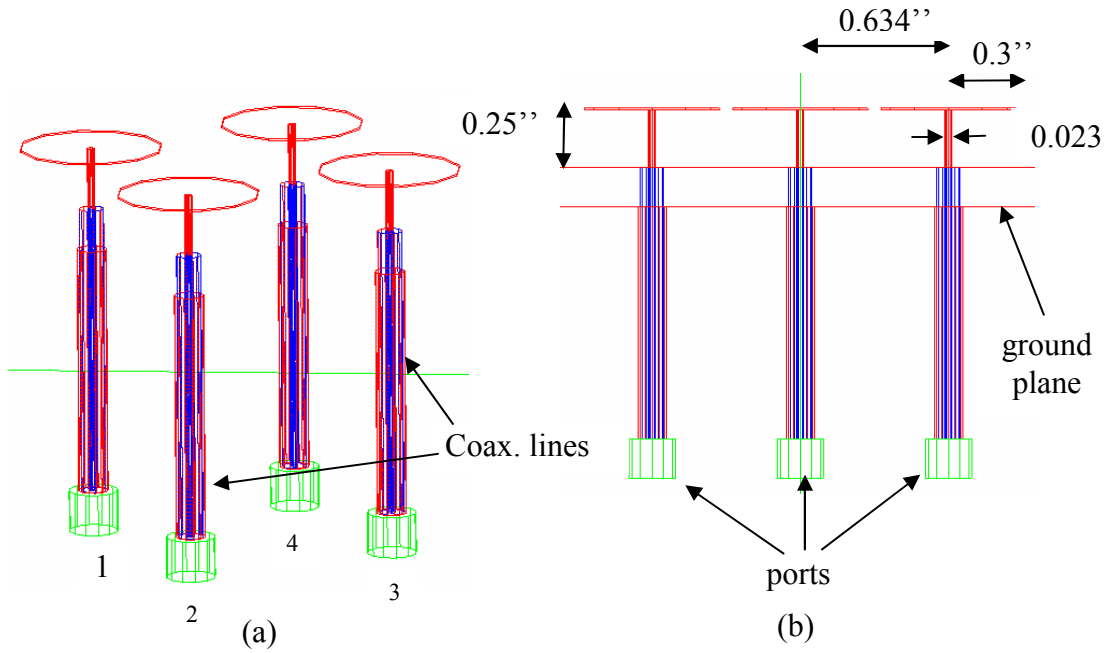 0.634’’
0.3’’
0.25’’
0.023
ground
plane
Coax. lines
1
2
4
3
ports
(a)
(b)